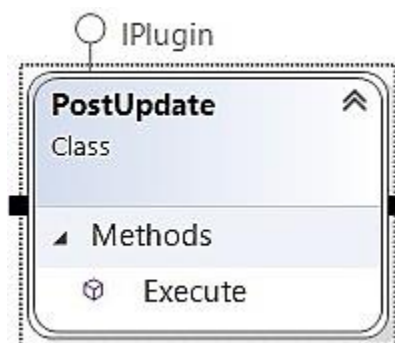 IPlugin
PostUpdate
Class
Methods
Execute